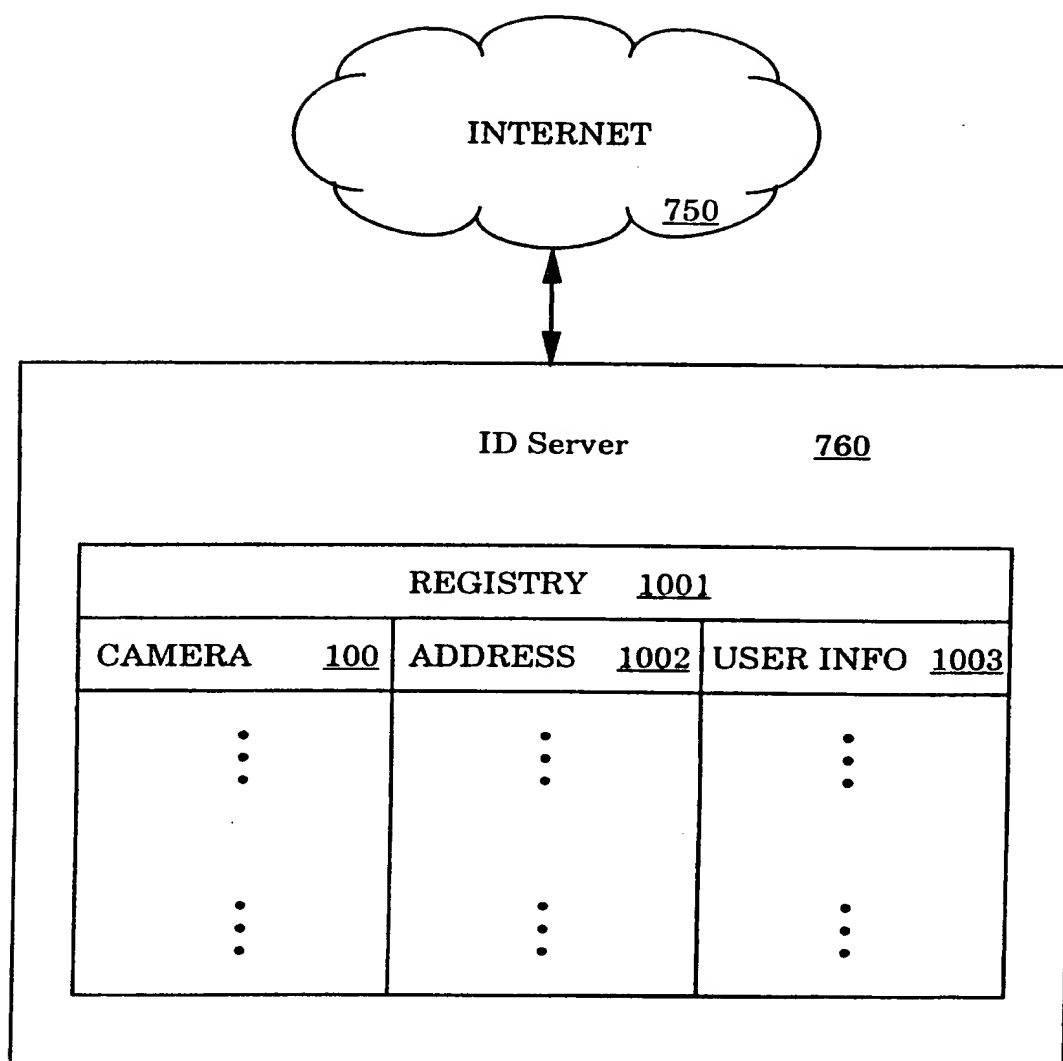 INTERNET
750
ID Server 760
REGISTRY 1001
CAMERA 100 ADDRESS 1002 USER INFO 1003